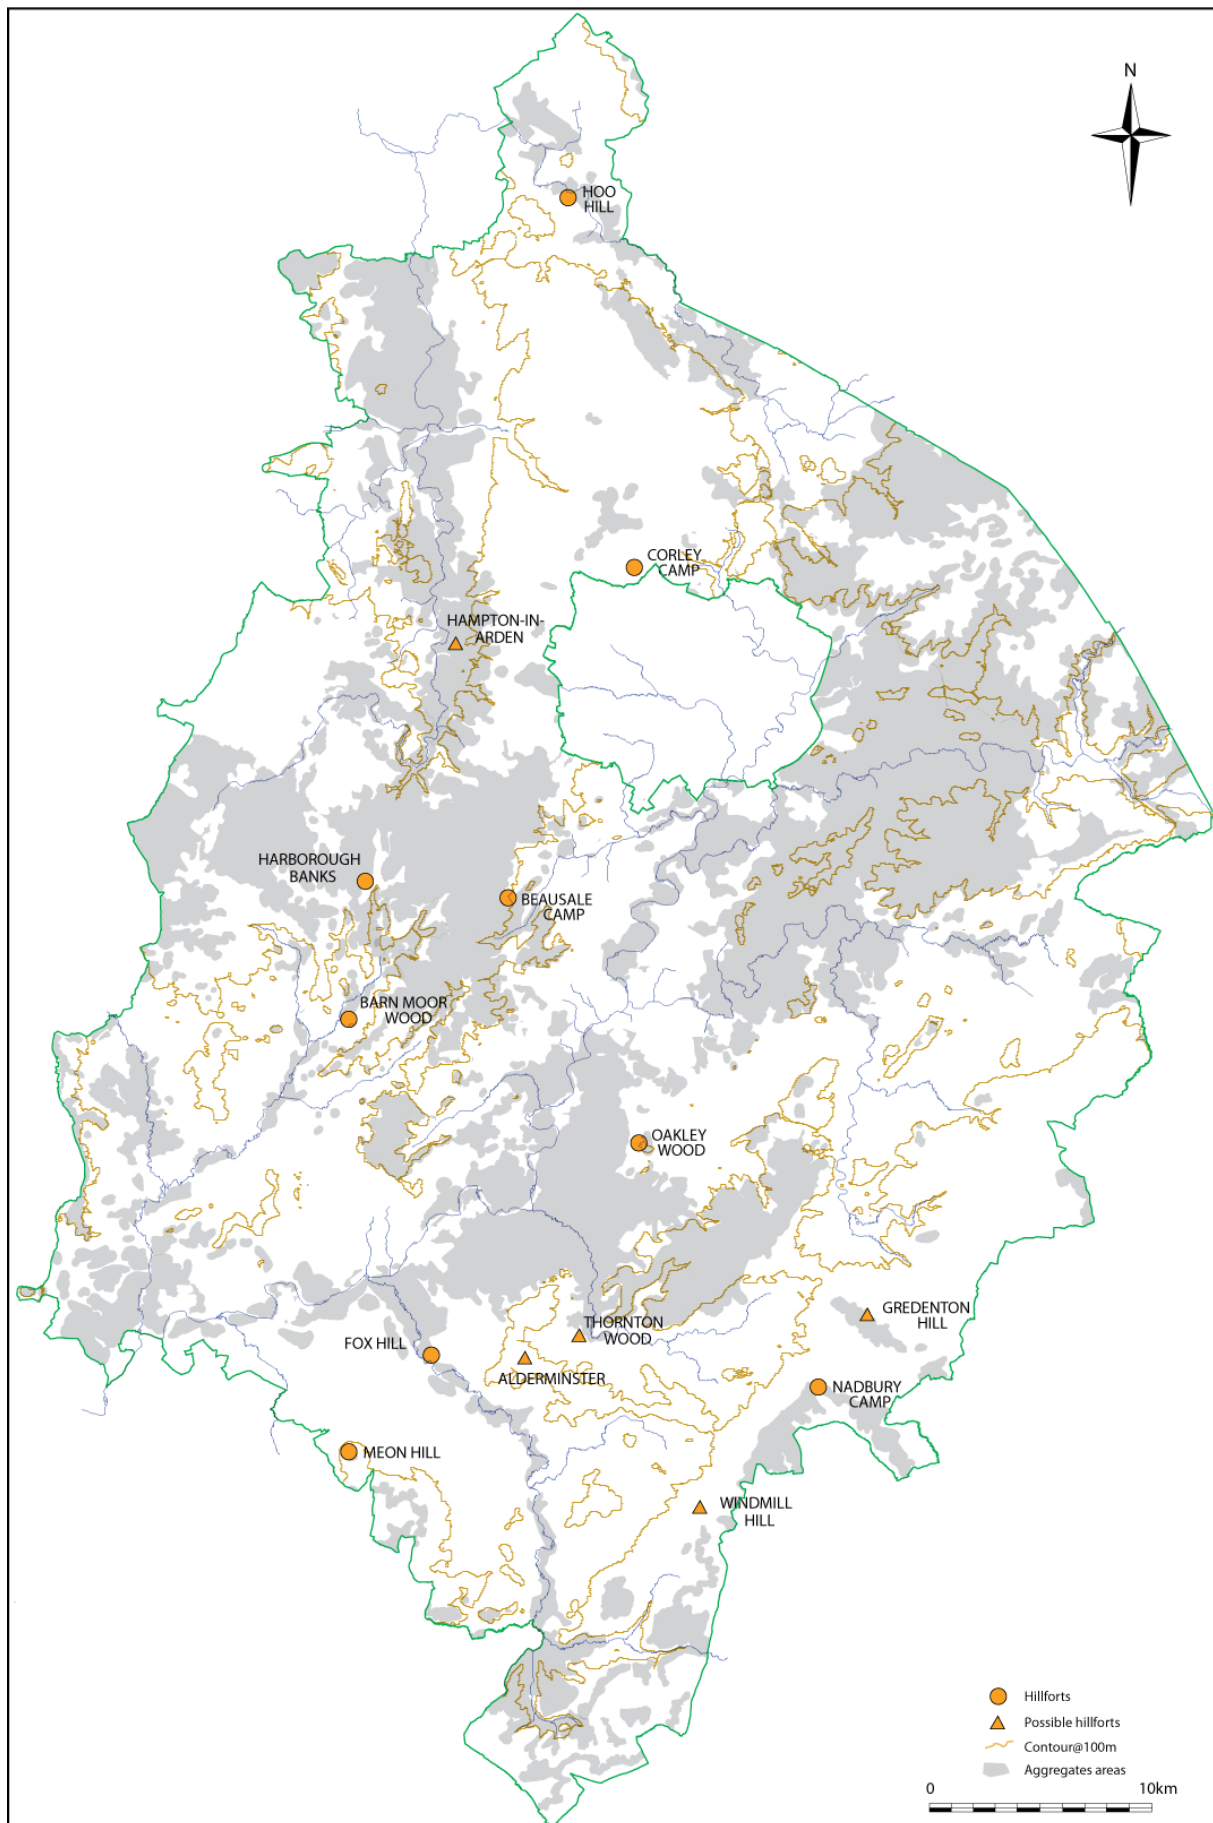 N
HOO
HILL
CORLEY
CAMP
HAMPTON-IN-
ARDEN
HARBOROUGH
BANKS
BEAUSALE
CAMP
BARN MOOR
WOOD
OAKLEY
WOOD
GREDENTON
HILL
THORNTON
WOOD
FOX HILL
ALDERMINSTER
NADBURY
CAMP
MEON HILL
WINDMILL
HILL
Hillforts
Possible hillforts
Contour@100m
Aggregates areas
0 10km